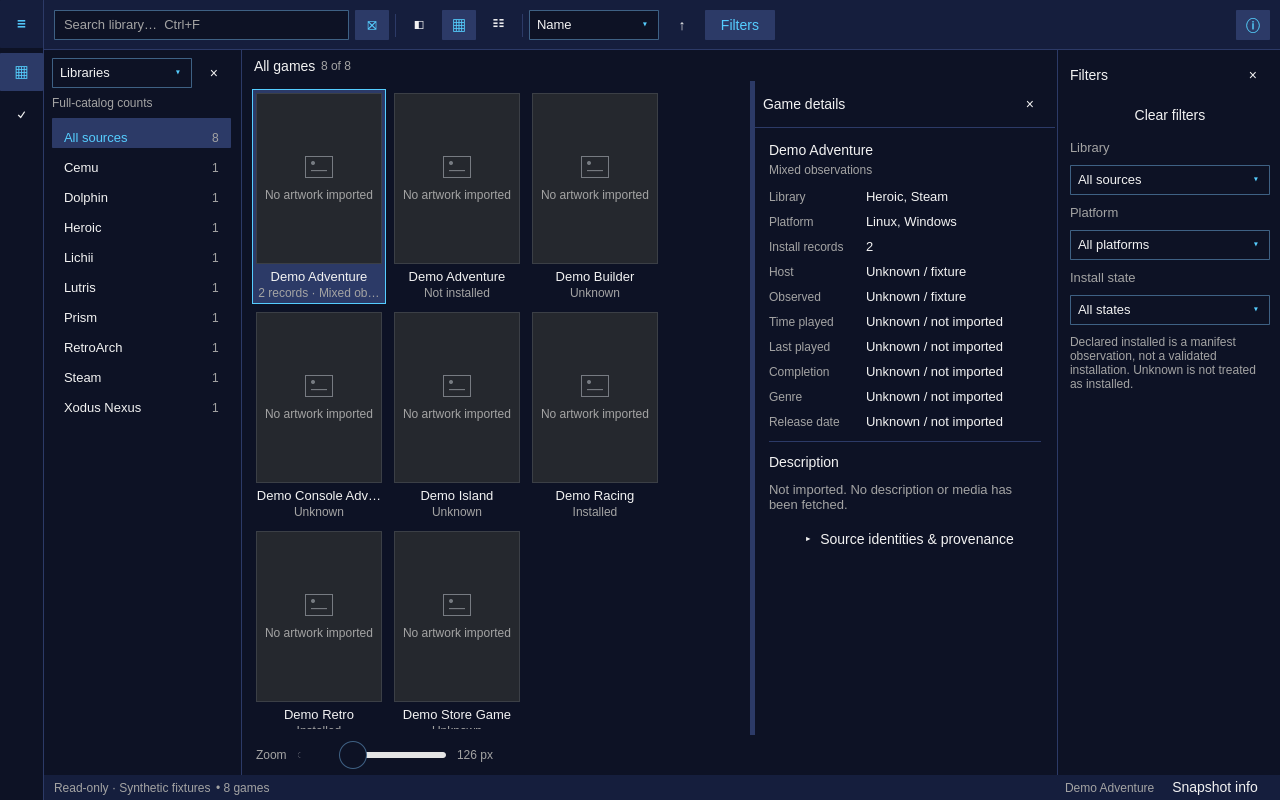 Search library…  Ctrl+F
Name
Filters
Libraries
×
Full-catalog counts
All sources 8
Cemu 1
Dolphin 1
Heroic 1
Lichii 1
Lutris 1
Prism 1
RetroArch 1
Steam 1
Xodus Nexus 1
All games 8 of 8
No artwork imported
Demo Adventure
2 records · Mixed ob…
No artwork imported
Demo Adventure
Not installed
No artwork imported
Demo Builder
Unknown
No artwork imported
Demo Console Adv…
Unknown
No artwork imported
Demo Island
Unknown
No artwork imported
Demo Racing
Installed
No artwork imported
Demo Retro
Installed
No artwork imported
Demo Store Game
Unknown
Zoom 126 px
Game details ×
Demo Adventure
Mixed observations
Library Heroic, Steam
Platform Linux, Windows
Install records 2
Host Unknown / fixture
Observed Unknown / fixture
Time played Unknown / not imported
Last played Unknown / not imported
Completion Unknown / not imported
Genre Unknown / not imported
Release date Unknown / not imported
Description
Not imported. No description or media has
been fetched.
Source identities & provenance
Filters ×
Clear filters
Library
All sources
Platform
All platforms
Install state
All states
Declared installed is a manifest
observation, not a validated
installation. Unknown is not treated
as installed.
Read-only · Synthetic fixtures • 8 games
Demo Adventure
Snapshot info